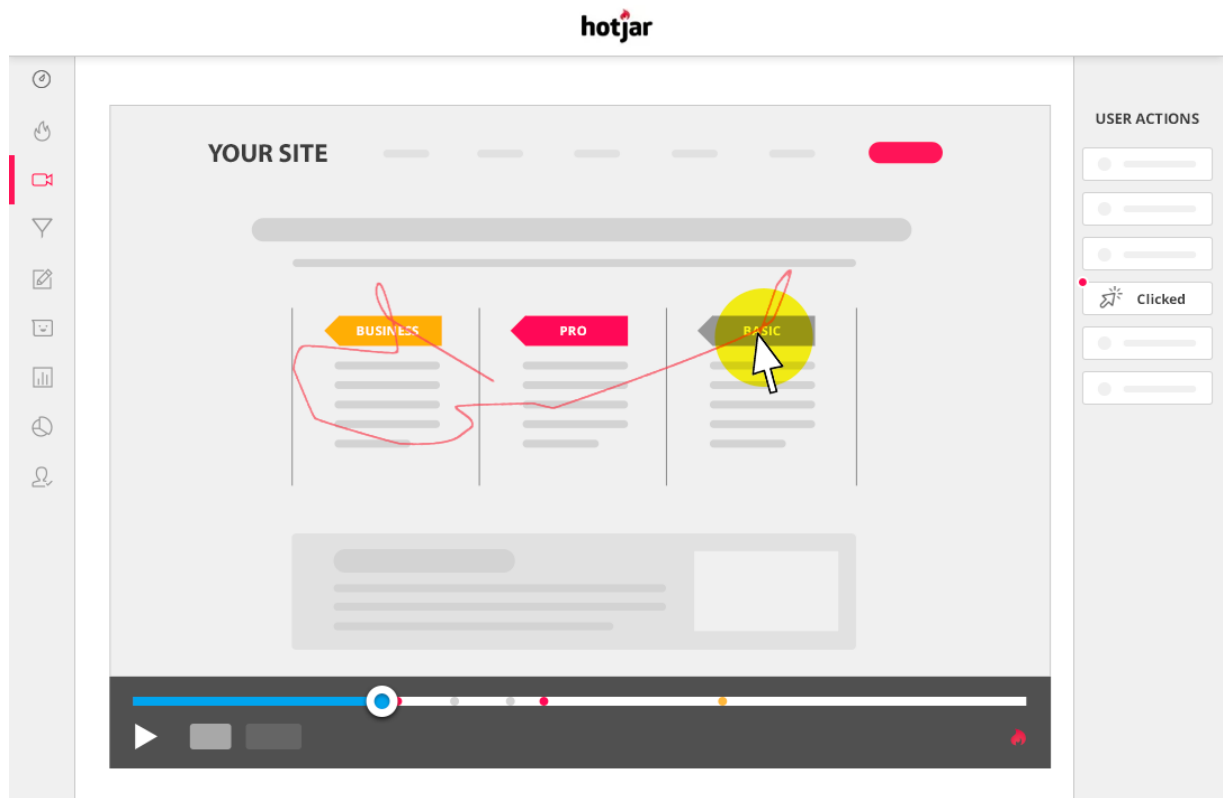 hotjar
USER ACTIONS
YOUR SITE
BUSINESS
PRO
BASIC
Clicked